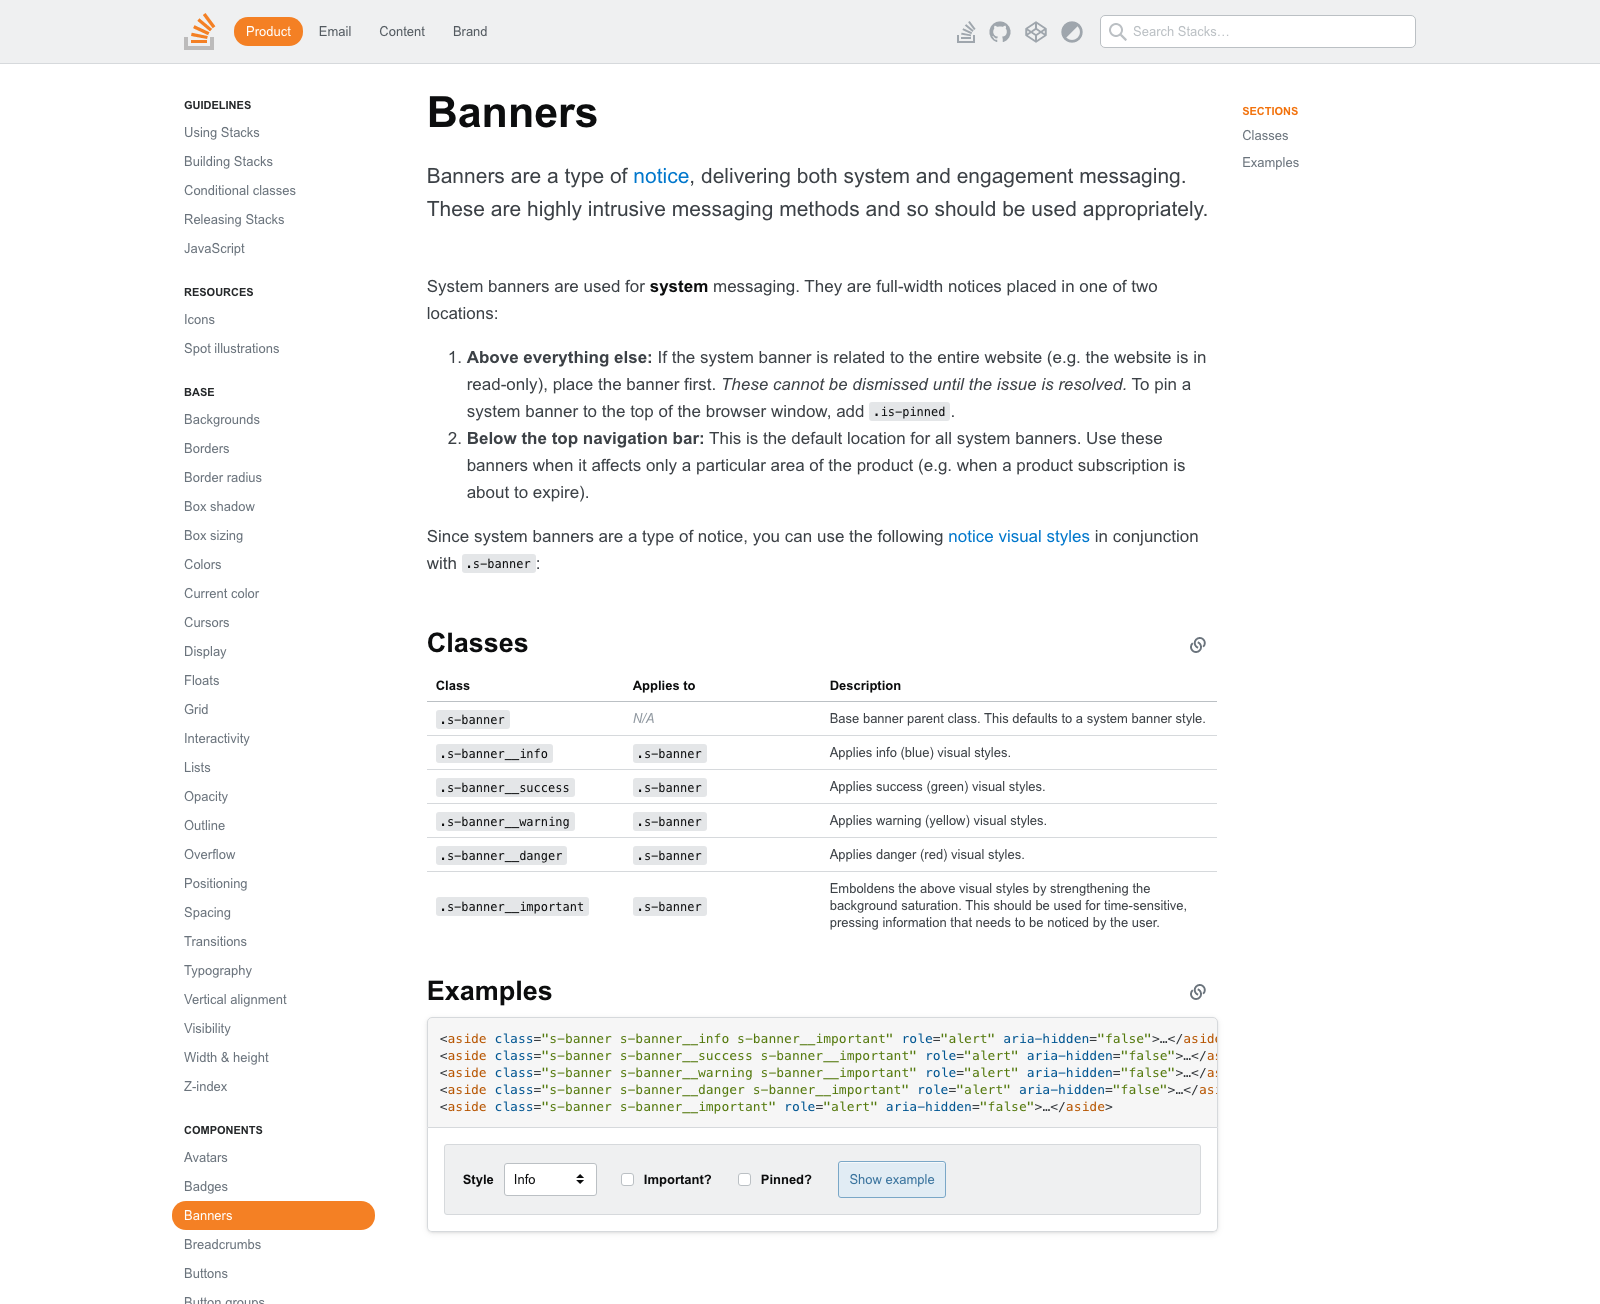 Product
Email
Content
Brand
Search Stacks…
GUIDELINES
Using Stacks
Building Stacks
Conditional classes
Releasing Stacks
JavaScript
RESOURCES
Icons
Spot illustrations
BASE
Backgrounds
Borders
Border radius
Box shadow
Box sizing
Colors
Current color
Cursors
Display
Floats
Grid
Interactivity
Lists
Opacity
Outline
Overflow
Positioning
Spacing
Transitions
Typography
Vertical alignment
Visibility
Width & height
Z-index
COMPONENTS
Avatars
Badges
Banners
Breadcrumbs
Buttons
Button groups
Banners
Banners are a type of notice, delivering both system and engagement messaging.
These are highly intrusive messaging methods and so should be used appropriately.
System banners are used for system messaging. They are full-width notices placed in one of two
locations:
1. Above everything else: If the system banner is related to the entire website (e.g. the website is in
read-only), place the banner first. These cannot be dismissed until the issue is resolved. To pin a
system banner to the top of the browser window, add .is-pinned.
2. Below the top navigation bar: This is the default location for all system banners. Use these
banners when it affects only a particular area of the product (e.g. when a product subscription is
about to expire).
Since system banners are a type of notice, you can use the following notice visual styles in conjunction
with .s-banner:
Classes
Class Applies to Description
.s-banner N/A Base banner parent class. This defaults to a system banner style.
.s-banner__info .s-banner Applies info (blue) visual styles.
.s-banner__success .s-banner Applies success (green) visual styles.
.s-banner__warning .s-banner Applies warning (yellow) visual styles.
.s-banner__danger .s-banner Applies danger (red) visual styles.
.s-banner__important .s-banner Emboldens the above visual styles by strengthening the
background saturation. This should be used for time-sensitive,
pressing information that needs to be noticed by the user.
Examples
<aside class="s-banner s-banner__info s-banner__important" role="alert" aria-hidden="false">…</aside
<aside class="s-banner s-banner__success s-banner__important" role="alert" aria-hidden="false">…</as
<aside class="s-banner s-banner__warning s-banner__important" role="alert" aria-hidden="false">…</as
<aside class="s-banner s-banner__danger s-banner__important" role="alert" aria-hidden="false">…</asi
<aside class="s-banner s-banner__important" role="alert" aria-hidden="false">…</aside>
Style Info Important? Pinned? Show example
SECTIONS
Classes
Examples